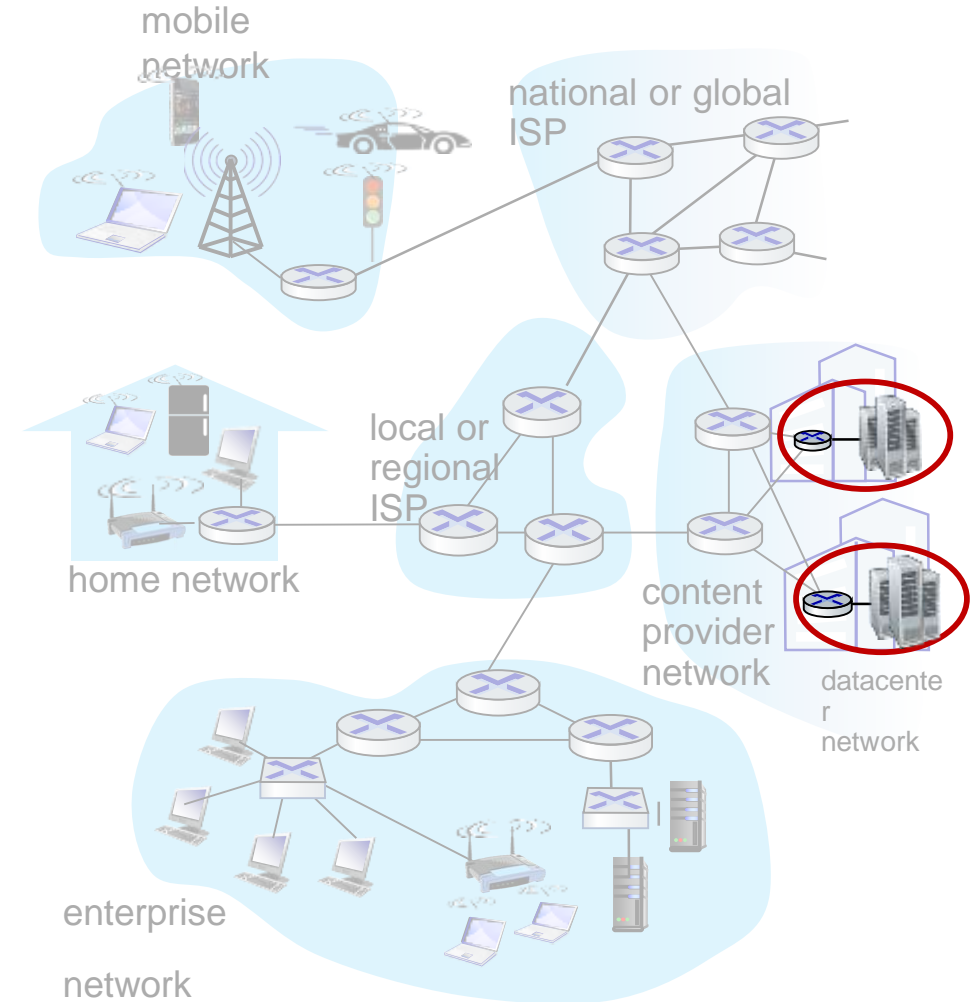 mobile
network
national or global
ISP
local or
regional
ISP
home network
content
provider
network
datacente
r
network
enterprise
network